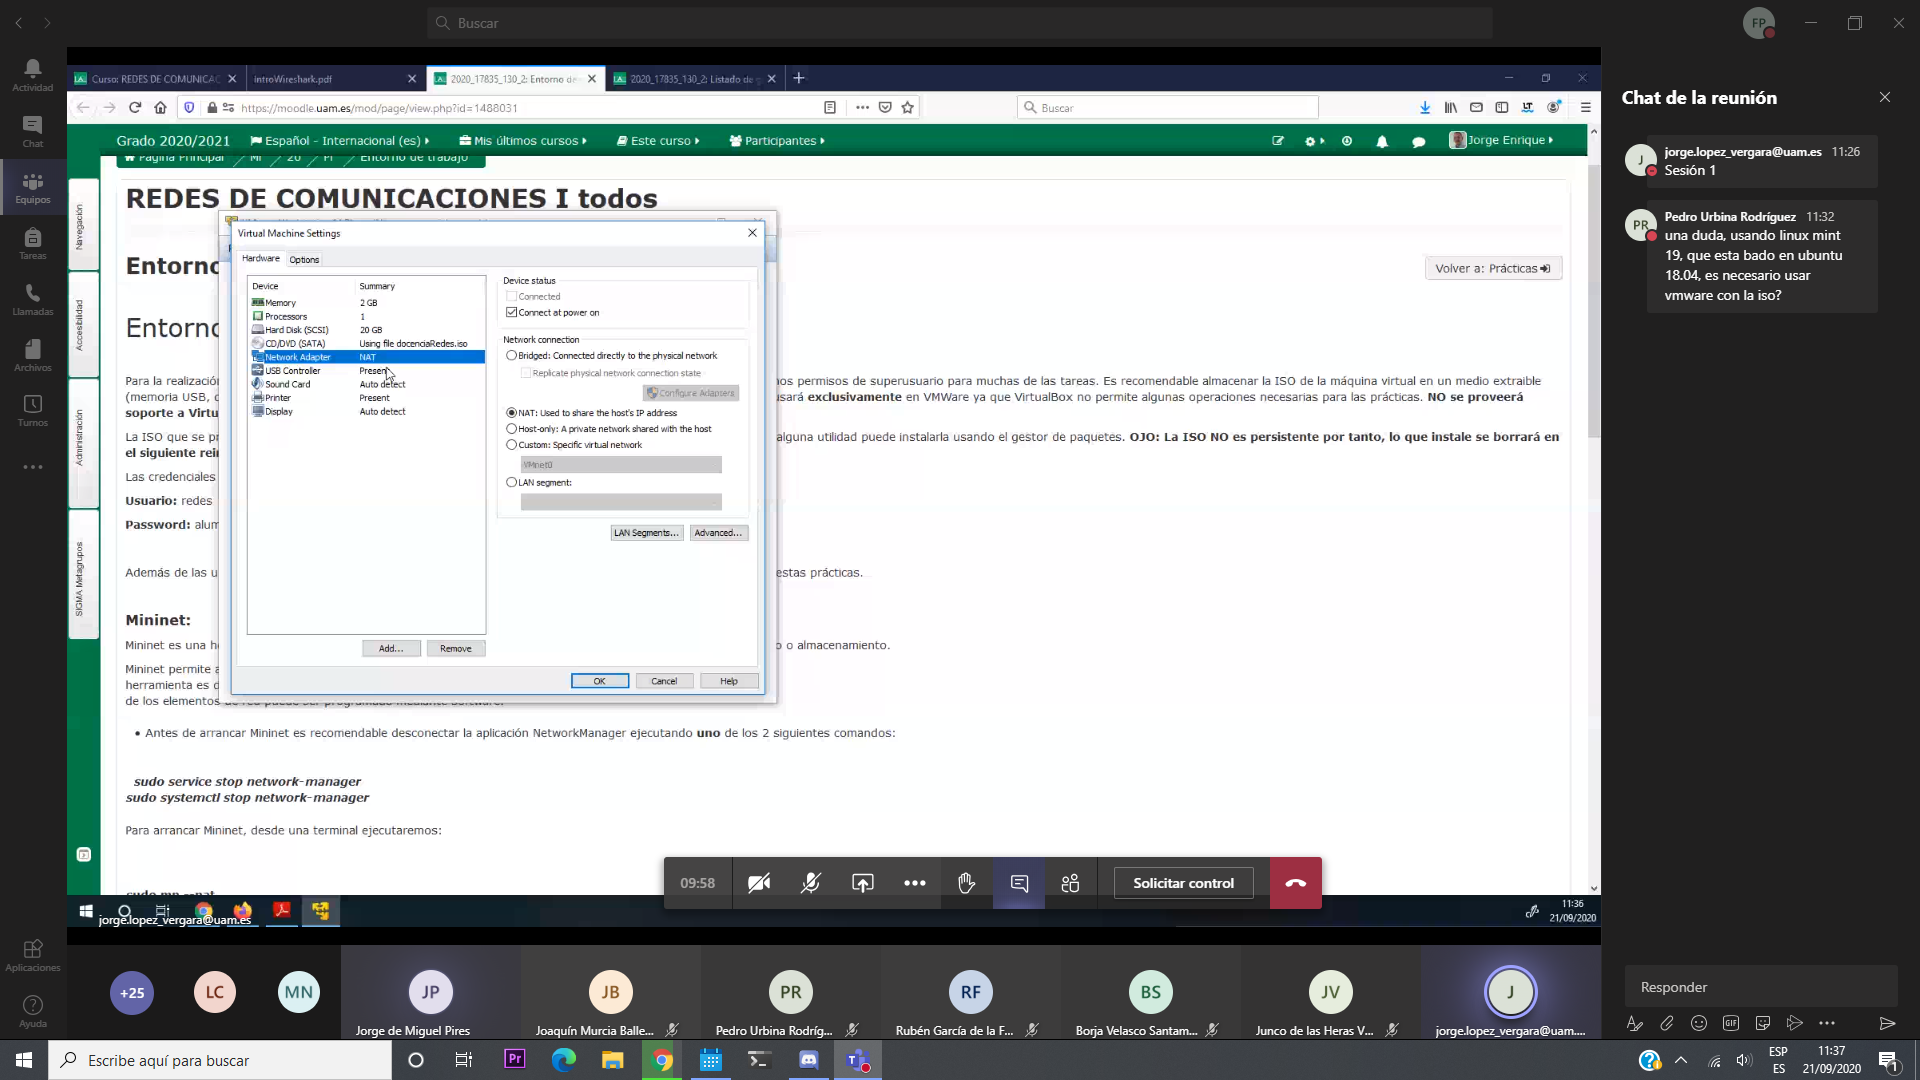 Buscar
FP
Actividad
Chat
Equipos
Tareas
Llamadas
Archivos
Turnos
Aplicaciones
Ayuda
Curso: REDES DE COMUNICAC
introWireshark.pdf
2020_17835_130_2: Entorno de
2020_17835_130_2: Listado de
https://moodle.uam.es/mod/page/view.php?id=1488031
Buscar
Grado 2020/2021
Español - Internacional (es)
Mis últimos cursos
Este curso
Participantes
Jorge Enrique
Página Principal / Mi / 20 / Pr / Entorno de trabajo
Navegación
Accesibilidad
Administración
SIGMA Metagrupos
REDES DE COMUNICACIONES I todos
Entorno
Volver a: Prácticas
Entorno
Para la realización
nos permisos de superusuario para muchas de las tareas. Es recomendable almacenar la ISO de la máquina virtual en un medio extraible
(memoria USB, d
usará exclusivamente en VMWare ya que VirtualBox no permite algunas operaciones necesarias para las prácticas. NO se proveerá
soporte a Virtu
La ISO que se pr
alguna utilidad puede instalarla usando el gestor de paquetes. OJO: La ISO NO es persistente por tanto, lo que instale se borrará en
el siguiente rei
Las credenciales
Usuario: redes
Password: alum
Además de las u
estas prácticas.
Mininet:
Mininet es una h
o o almacenamiento.
Mininet permite a
herramienta es d
de los elementos de red puede ser programado mediante software.
• Antes de arrancar Mininet es recomendable desconectar la aplicación NetworkManager ejecutando uno de los 2 siguientes comandos:
sudo service stop network-manager
sudo systemctl stop network-manager
Para arrancar Mininet, desde una terminal ejecutaremos:
sudo mn --nat
Virtual Machine Settings
Hardware
Options
Device Summary
Memory 2 GB
Processors 1
Hard Disk (SCSI) 20 GB
CD/DVD (SATA) Using file docenciaRedes.iso
Network Adapter NAT
USB Controller Present
Sound Card Auto detect
Printer Present
Display Auto detect
Add...
Remove
Device status
Connected
Connect at power on
Network connection
Bridged: Connected directly to the physical network
Replicate physical network connection state
Configure Adapters
NAT: Used to share the host's IP address
Host-only: A private network shared with the host
Custom: Specific virtual network
VMnet0
LAN segment:
LAN Segments...
Advanced...
OK
Cancel
Help
09:58
Solicitar control
jorge.lopez_vergara@uam.es
11:36
21/09/2020
+25
LC
MN
JP
Jorge de Miguel Pires
JB
Joaquín Murcia Balle...
PR
Pedro Urbina Rodríg...
RF
Rubén García de la F...
BS
Borja Velasco Santam...
JV
Junco de las Heras V...
J
jorge.lopez_vergara@uam....
Chat de la reunión
J
jorge.lopez_vergara@uam.es 11:26
Sesión 1
PR
Pedro Urbina Rodríguez 11:32
una duda, usando linux mint
19, que esta bado en ubuntu
18.04, es necesario usar
vmware con la iso?
Responder
GIF
Escribe aquí para buscar
Pr
ESP
ES
11:37
21/09/2020
1